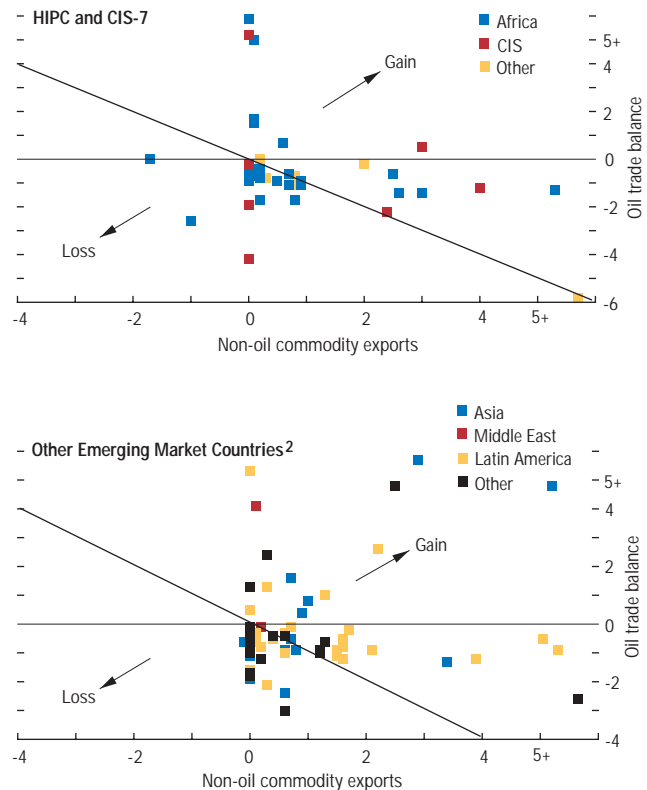 HIPC and CIS-7
Africa
CIS
Other
Gain
Loss
5+
4
2
0
-2
-4
-6
Oil trade balance
-4 -2 0 2 4 5+
Non-oil commodity exports
Other Emerging Market Countries2
Asia
Middle East
Latin America
Other
Gain
Loss
5+
4
2
0
-2
-4
Oil trade balance
-4 -2 0 2 4 5+
Non-oil commodity exports